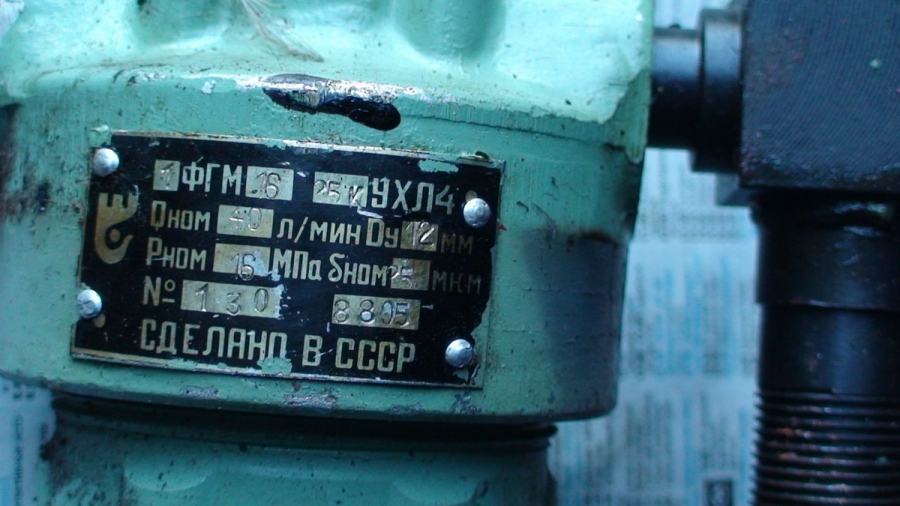 1ФГМ 16 25К УХЛ4
Qном 40 л/мин Dу 12 мм
Pном 16 МПа Sном 25 мкм
№ 130 8805
СДЕЛАНО В СССР